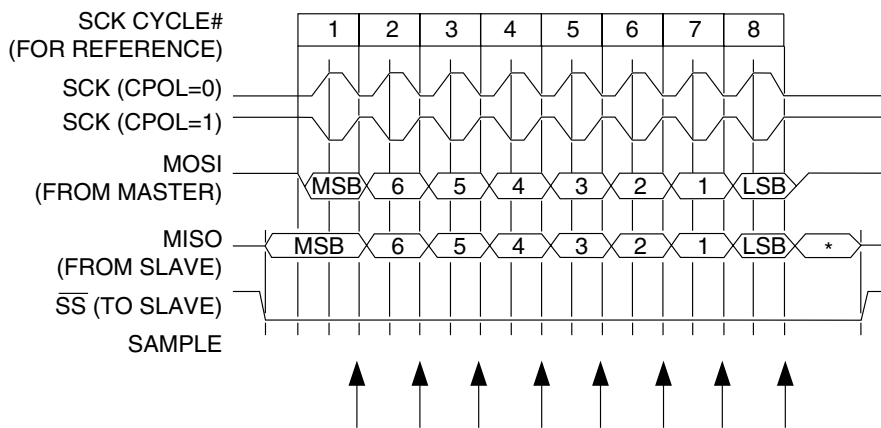 SCK CYCLE#
(FOR REFERENCE)
1 2 3 4 5 6 7 8
SCK (CPOL=0)
SCK (CPOL=1)
MOSI
(FROM MASTER)
MSB 6 5 4 3 2 1 LSB
MISO
(FROM SLAVE)
MSB 6 5 4 3 2 1 LSB *
SS (TO SLAVE)
SAMPLE